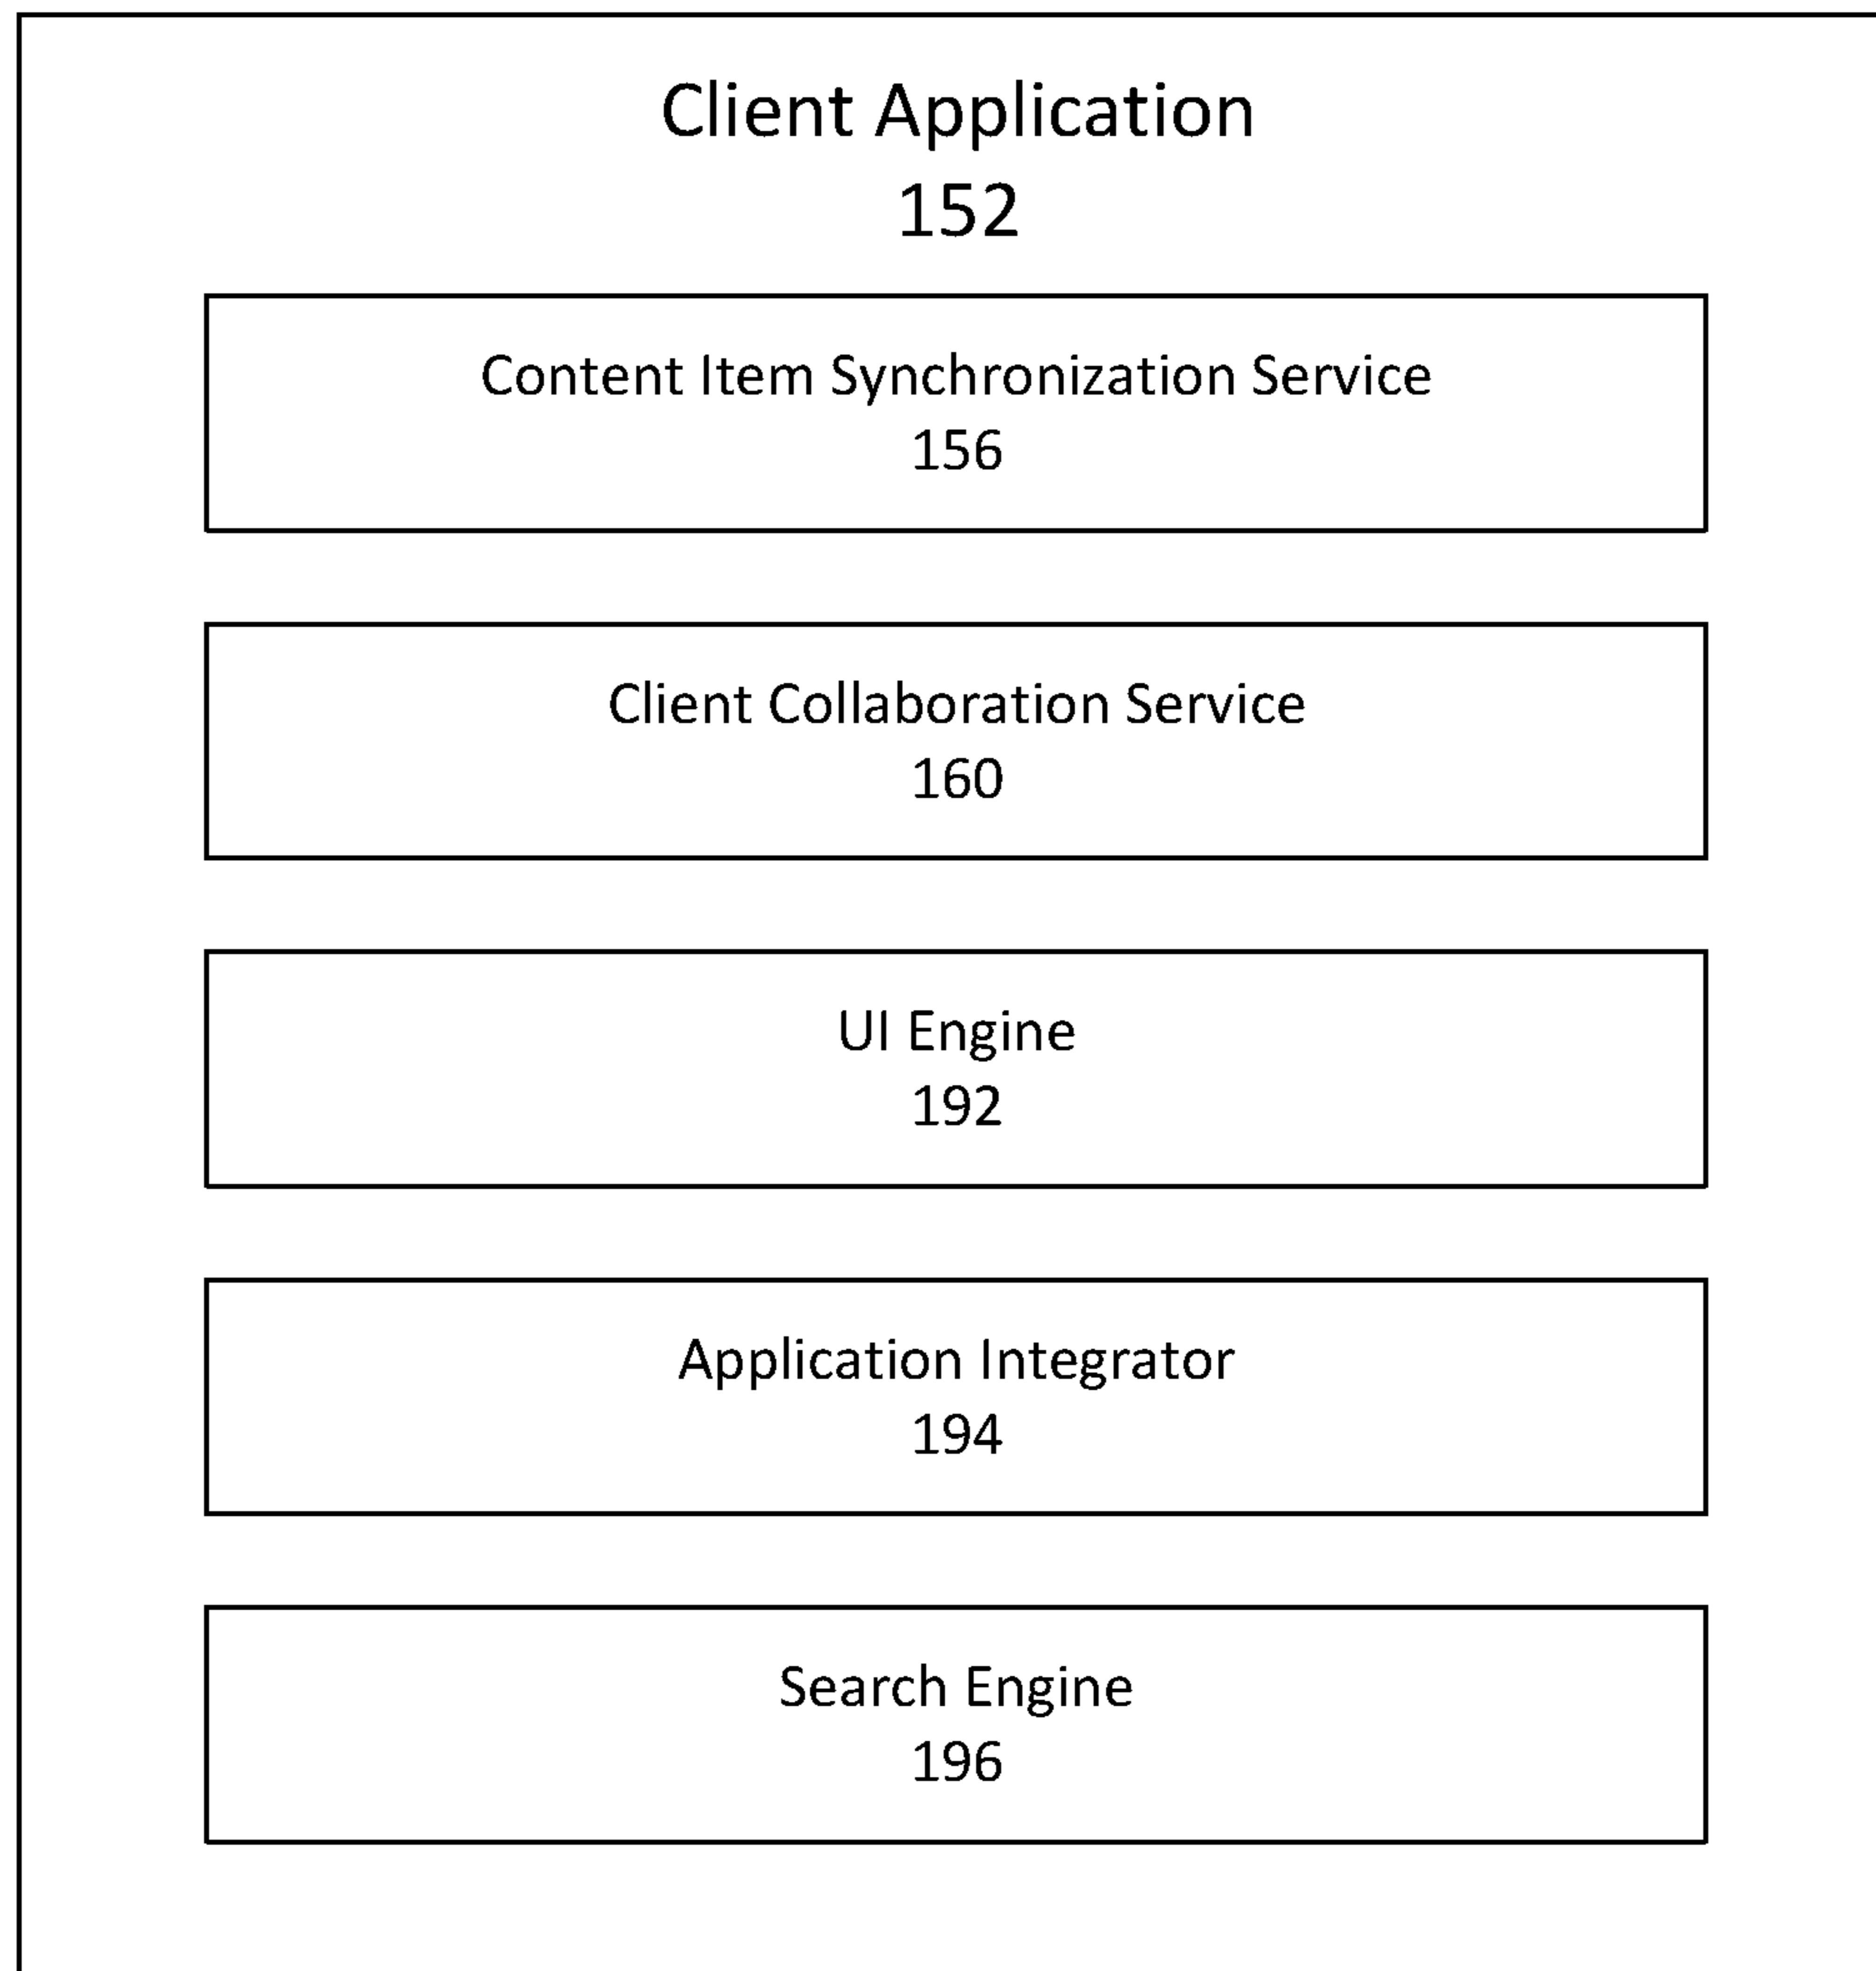 Client Application
152
Content Item Synchronization Service
156
Client Collaboration Service
160
UI Engine
192
Application Integrator
194
Search Engine
196